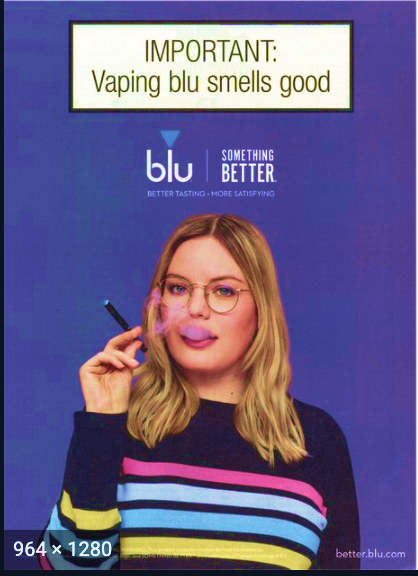 IMPORTANT:
Vaping blu smells good
blu | SOMETHING
BETTER.
BETTER TASTING • MORE SATISFYING
better.blu.com
964 × 1280